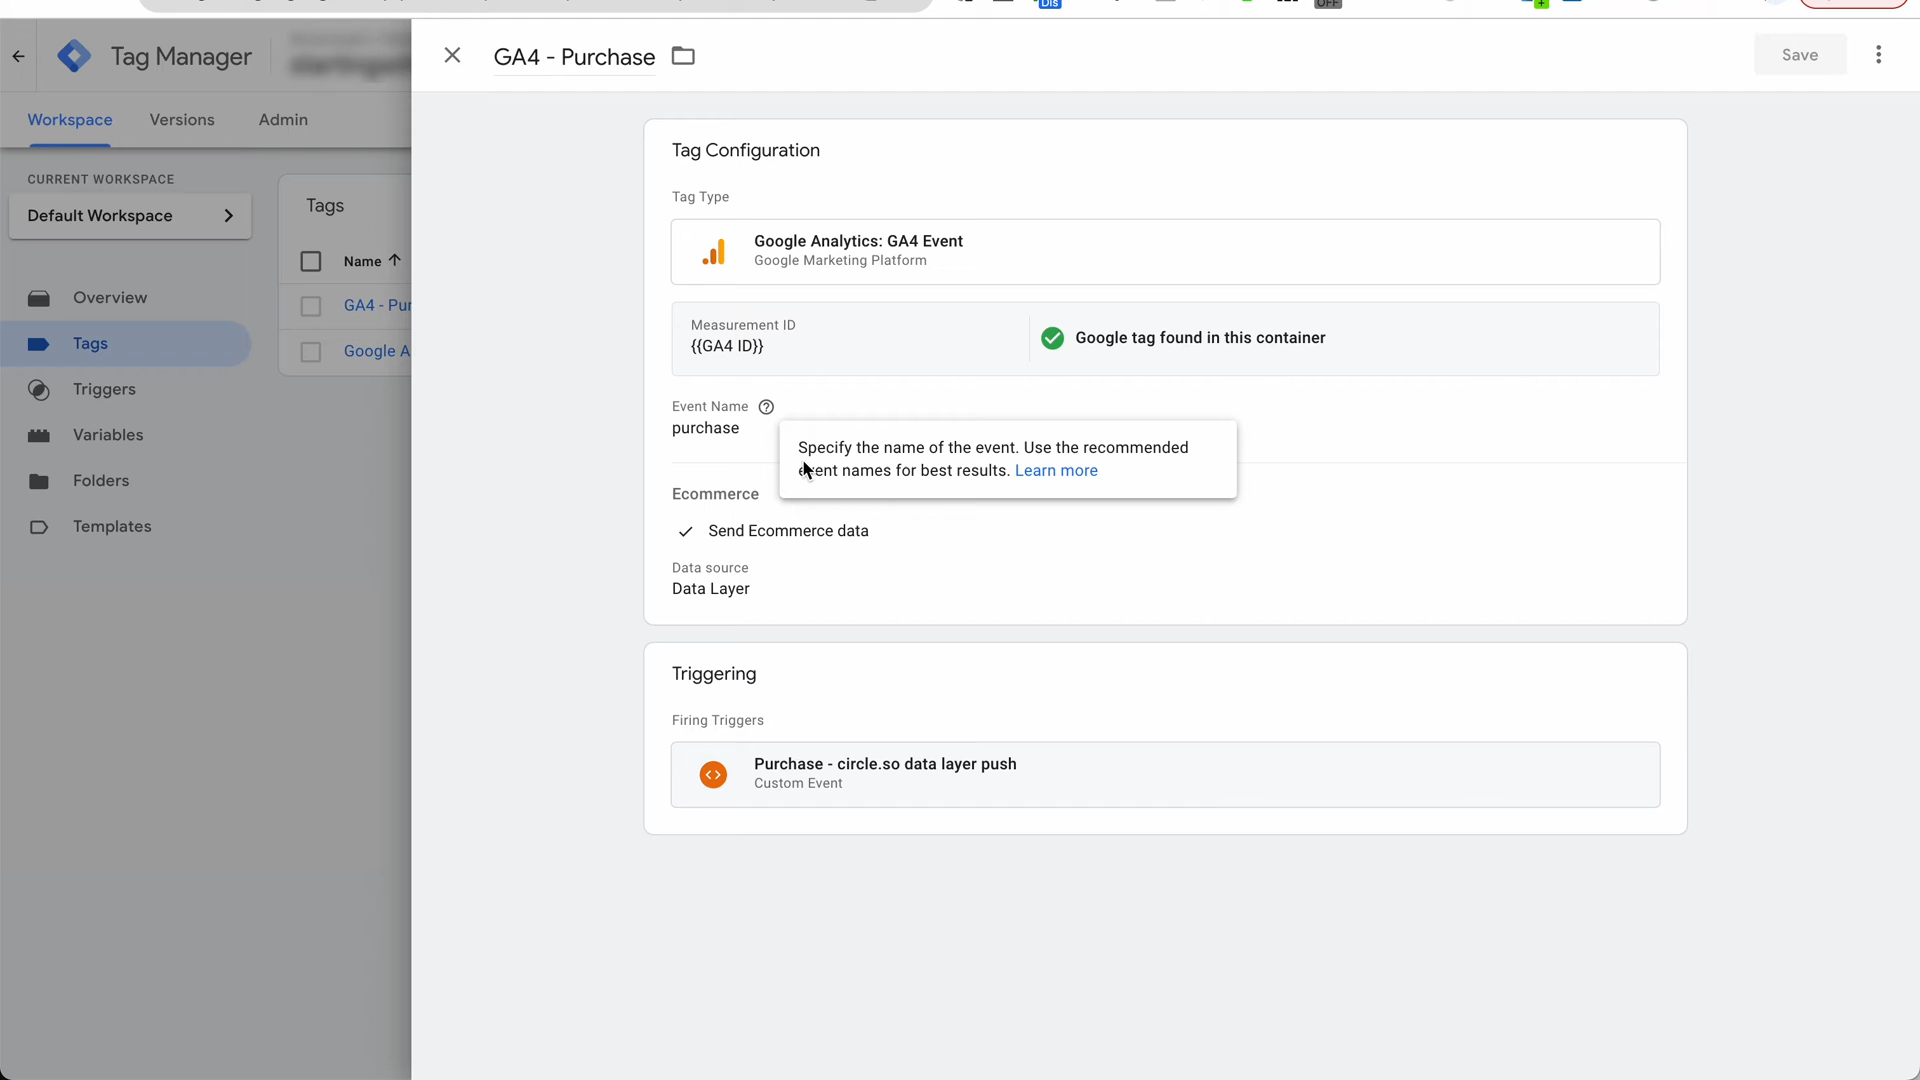 Dis
OFF
Tag Manager
GA4 - Purchase
Save
Workspace
Versions
Admin
CURRENT WORKSPACE
Default Workspace
Overview
Tags
Triggers
Variables
Folders
Templates
Tags
Name
GA4 - Pur
Google A
Tag Configuration
Tag Type
Google Analytics: GA4 Event
Google Marketing Platform
Measurement ID
{{GA4 ID}}
Google tag found in this container
Event Name
purchase
Specify the name of the event. Use the recommended
event names for best results. Learn more
Ecommerce
Send Ecommerce data
Data source
Data Layer
Triggering
Firing Triggers
Purchase - circle.so data layer push
Custom Event